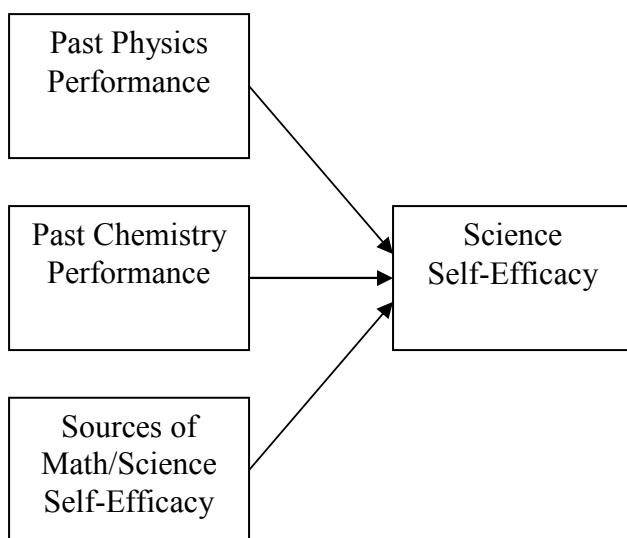 Past Physics
Performance
Past Chemistry
Performance
Science
Self-Efficacy
Sources of
Math/Science
Self-Efficacy